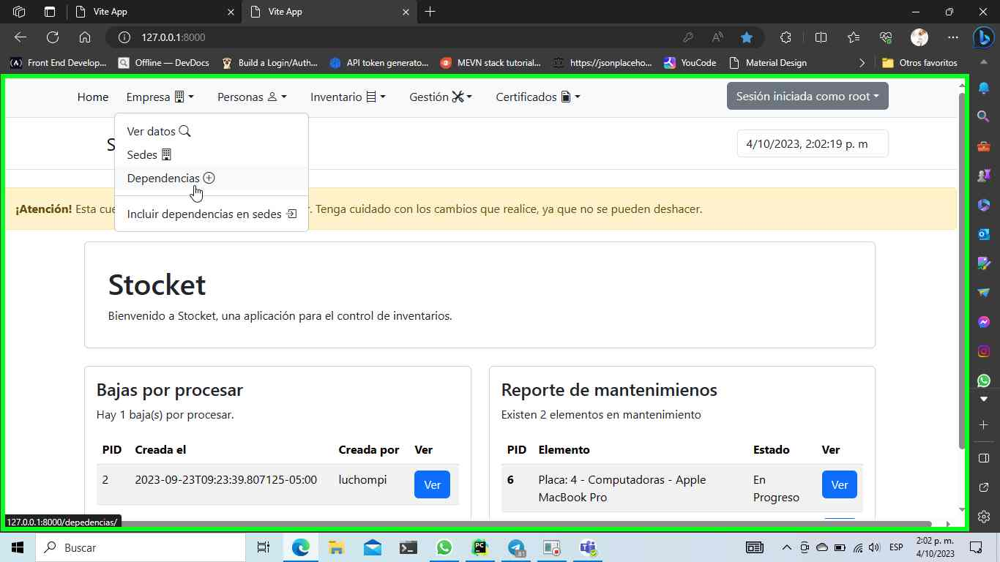 Vite App
Vite App
127.0.0.1:8000
Front End Develop...
Offline — DevDocs
Build a Login/Auth...
API token generato...
MEVN stack tutorial...
https://jsonplaceho...
YouCode
Material Design
Otros favoritos
Home
Empresa
Personas
Inventario
Gestión
Certificados
Sesión iniciada como root
Ver datos
Sedes
Dependencias
Incluir dependencias en sedes
S
4/10/2023, 2:02:19 p. m
¡Atención! Esta cue
r. Tenga cuidado con los cambios que realice, ya que no se pueden deshacer.
Stocket
Bienvenido a Stocket, una aplicación para el control de inventarios.
Bajas por procesar
Hay 1 baja(s) por procesar.
PID Creada el Creada por Ver
2 2023-09-23T09:23:39.807125-05:00 luchompi Ver
Reporte de mantenimienos
Existen 2 elementos en mantenimiento
PID Elemento Estado Ver
6 Placa: 4 - Computadoras - Apple En Ver
MacBook Pro Progreso
127.0.0.1:8000/depedencias/
Buscar
ESP
2:02 p. m.
4/10/2023